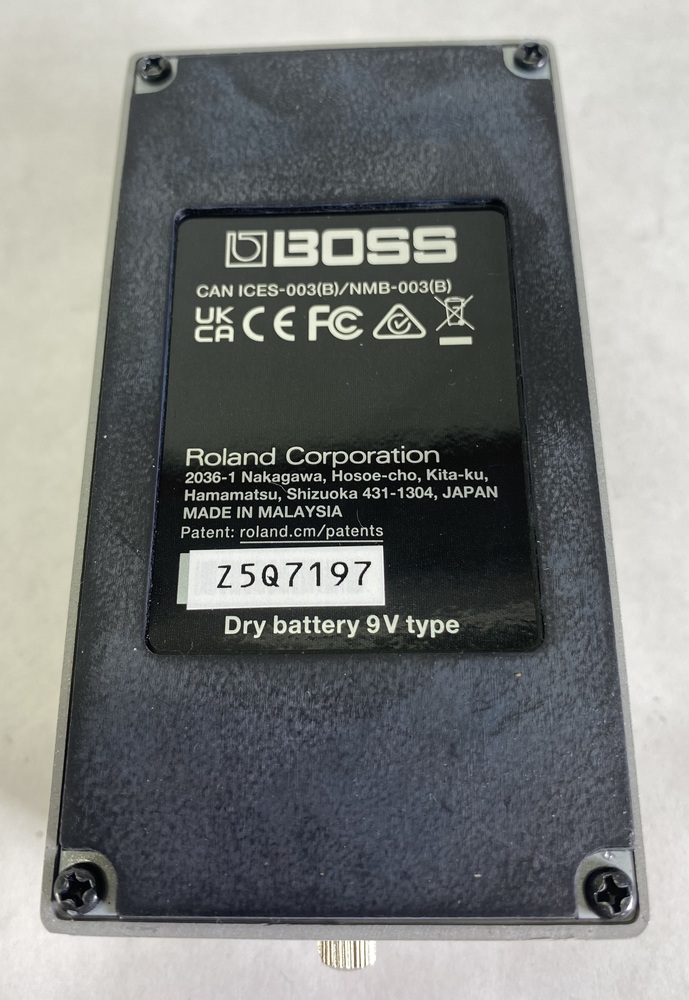 BOSS
CAN ICES-003(B)/NMB-003(B)
UK CA CE FC
Roland Corporation
2036-1 Nakagawa, Hosoe-cho, Kita-ku,
Hamamatsu, Shizuoka 431-1304, JAPAN
MADE IN MALAYSIA
Patent: roland.cm/patents
Z5Q7197
Dry battery 9V type